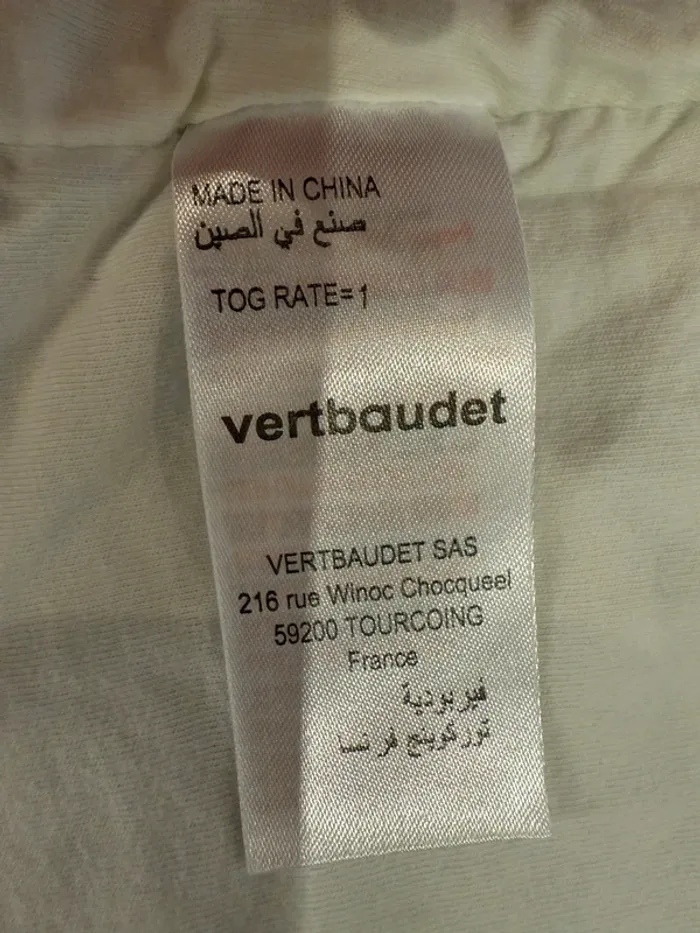 MADE IN CHINA
صنع في الصين
TOG RATE=1
vertbaudet
VERTBAUDET SAS
216 rue Winoc Chocqueel
59200 TOURCOING
France
فيربودية
توركوينج فرنسا